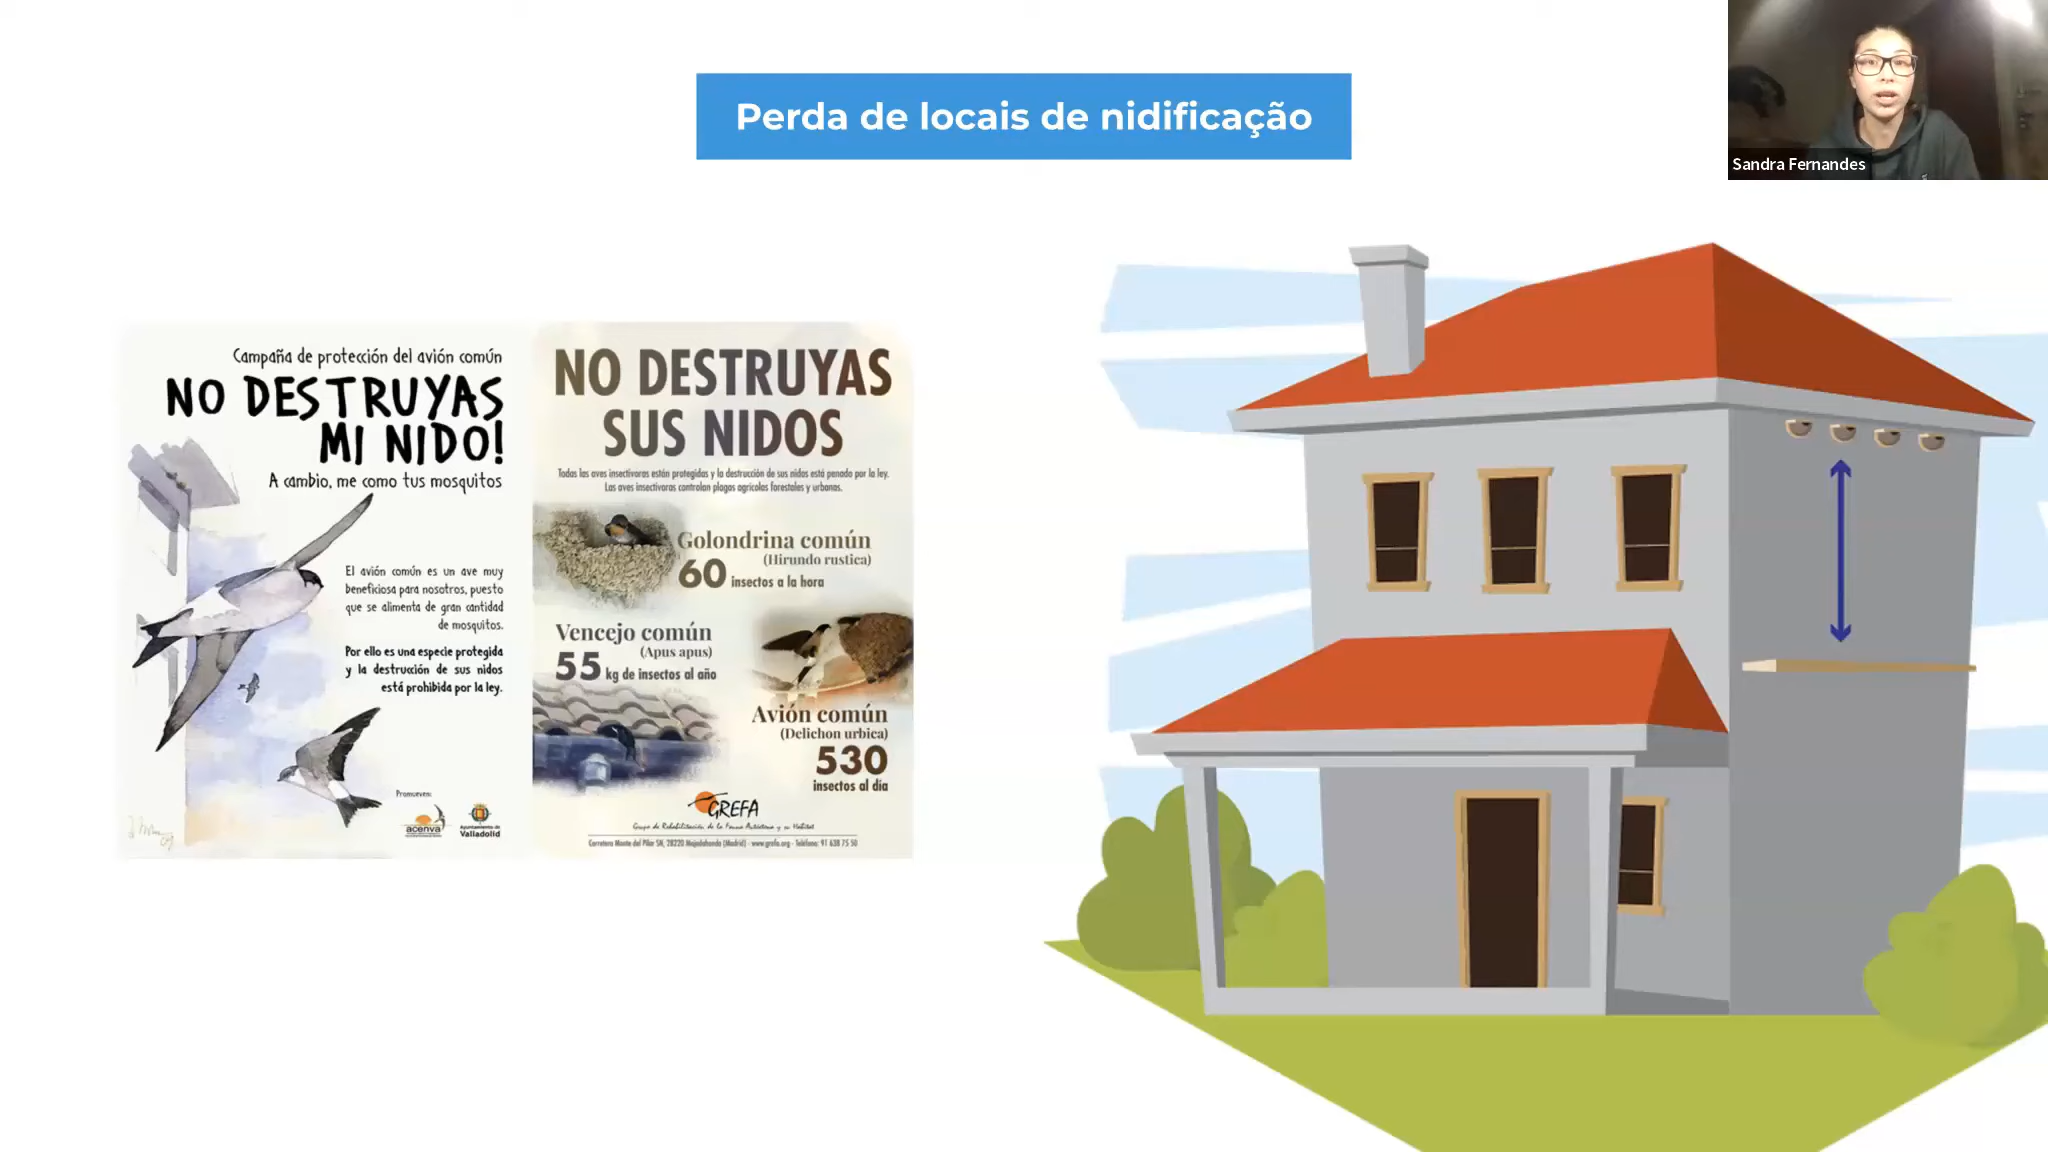 Perda de locais de nidificação
Sandra Fernandes
Campaña de protección del avión común
NO DESTRUYAS
MI NIDO!
A cambio, me como tus mosquitos
El avión común es un ave muy
beneficiosa para nosotros, puesto
que se alimenta de gran cantidad
de mosquitos.
Por ello es una especie protegida
y la destrucción de sus nidos
está prohibida por la ley.
Promueven:
acenva
Ayuntamiento de
Valladolid
NO DESTRUYAS
SUS NIDOS
Todas las aves insectívoras están protegidas y la destrucción de sus nidos está penada por la ley.
Las aves insectívoras controlan plagas agrícolas forestales y urbanas.
Golondrina común
(Hirundo rustica)
60 insectos a la hora
Vencejo común
(Apus apus)
55 kg de insectos al año
Avión común
(Delichon urbica)
530
insectos al día
GREFA
Grupo de Rehabilitación de la Fauna Autóctona y su Hábitat
Carretera Monte del Pilar SN, 28220 Majadahonda (Madrid) - www.grefa.org - Teléfono: 91 638 75 50